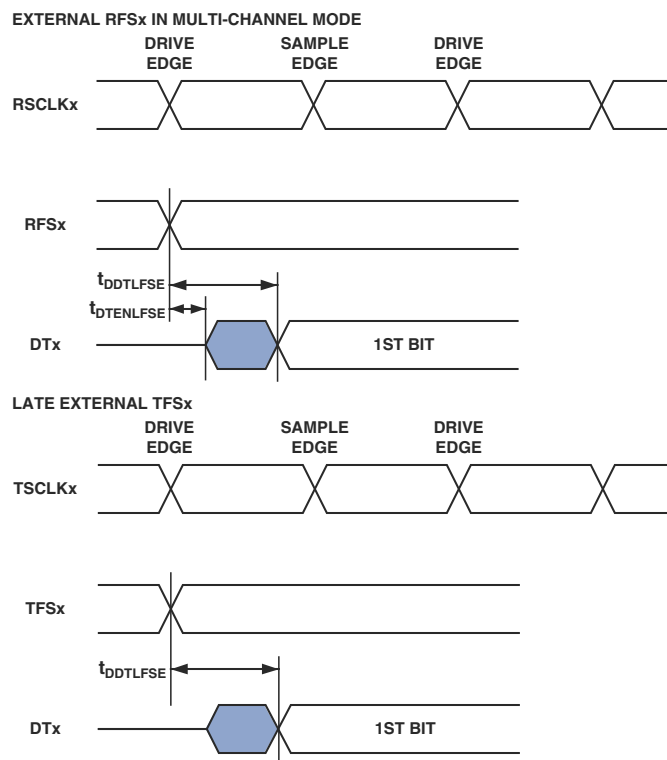 EXTERNAL RFSx IN MULTI-CHANNEL MODE
DRIVE EDGE
SAMPLE EDGE
DRIVE EDGE
RSCLKx
RFSx
tDDTLFSE
tDTENLFSE
DTx
1ST BIT
LATE EXTERNAL TFSx
DRIVE EDGE
SAMPLE EDGE
DRIVE EDGE
TSCLKx
TFSx
tDDTLFSE
DTx
1ST BIT